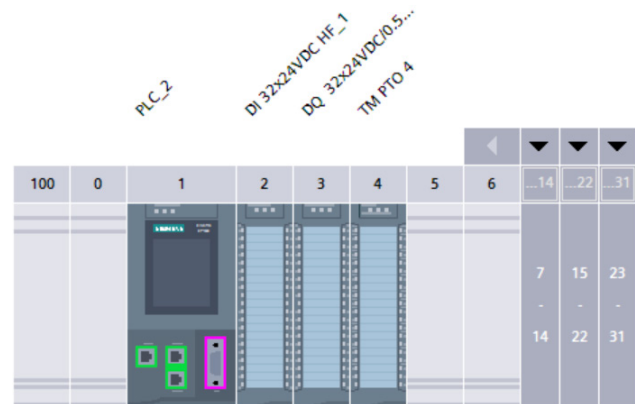 PLC_2
DI 32x24VDC HF_1
DQ 32x24VDC/0.5...
TM PTO 4
100 0 1 2 3 4 5 6 ...14 ...22 ...31
SIEMENS
7 15 23
- - -
14 22 31